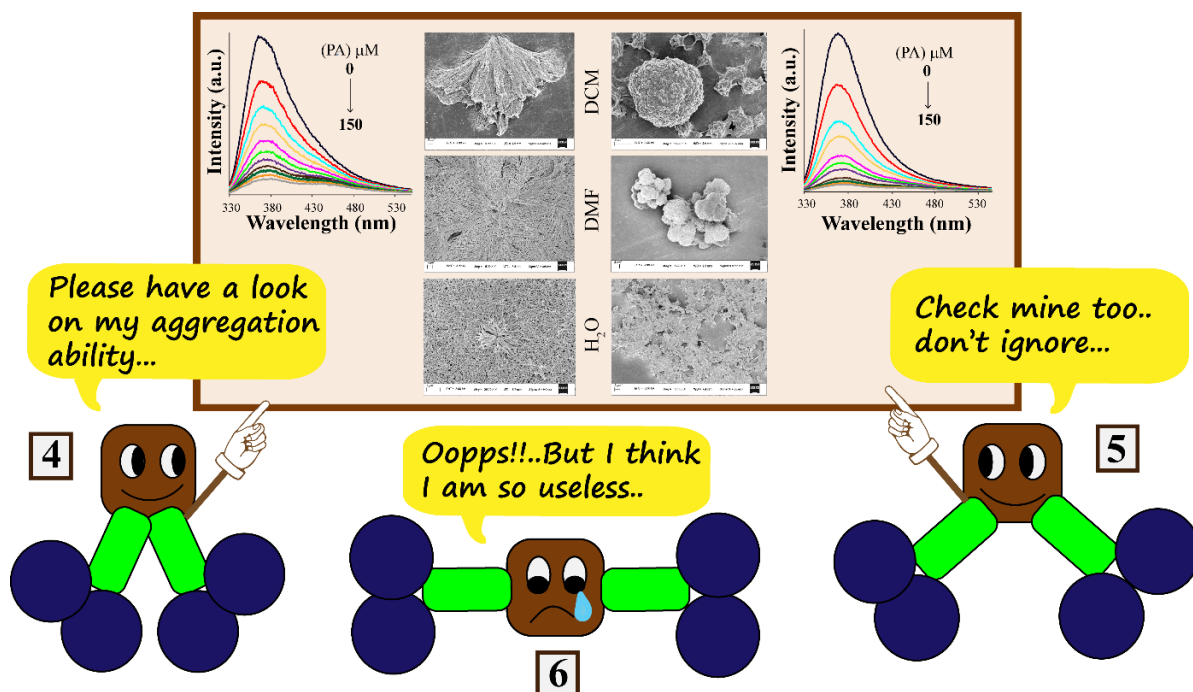 Intensity (a.u.)
(PA) μM
0
150
330 380 430 480 530
Wavelength (nm)
DCM
DMF
H₂O
Intensity (a.u.)
(PA) μM
0
150
330 380 430 480 530
Wavelength (nm)
Please have a look
on my aggregation
ability...
Check mine too..
don't ignore...
4
Oopps!!..But I think
I am so useless..
5
6